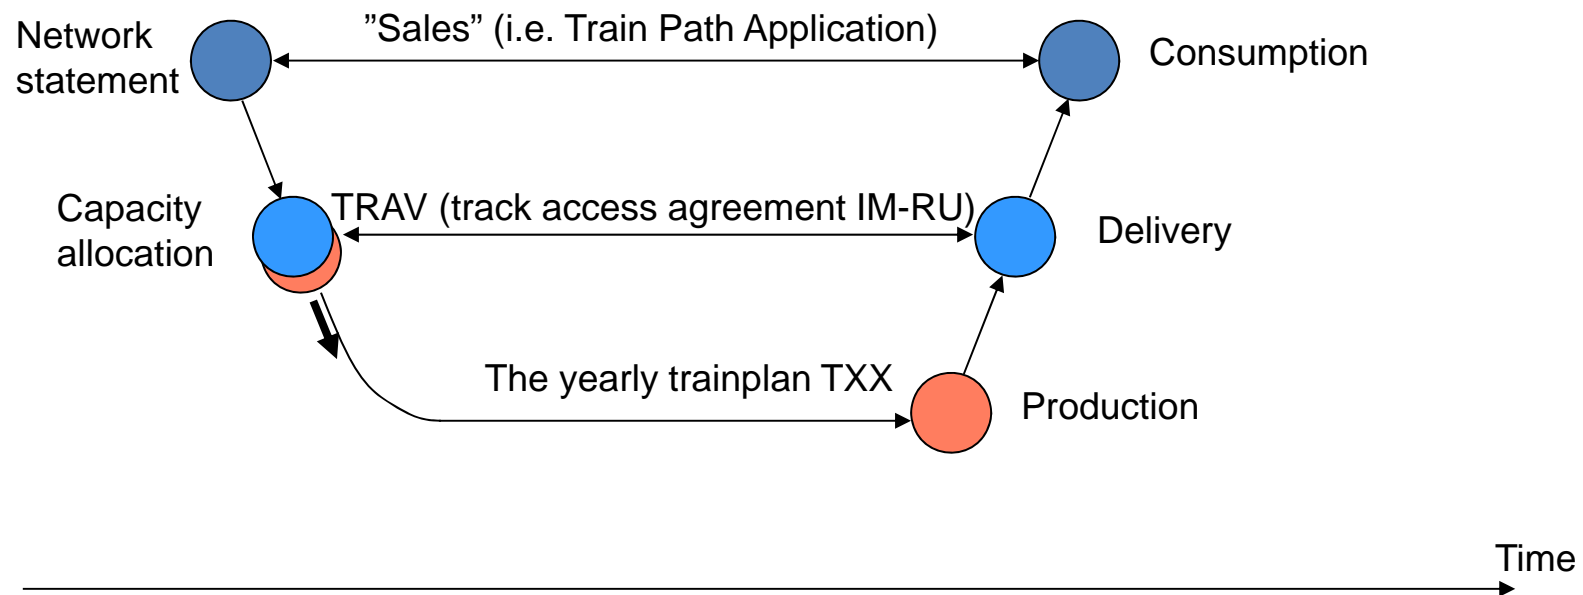 Network
statement
”Sales” (i.e. Train Path Application)
Consumption
Capacity
allocation
TRAV (track access agreement IM-RU)
Delivery
The yearly trainplan TXX
Production
Time